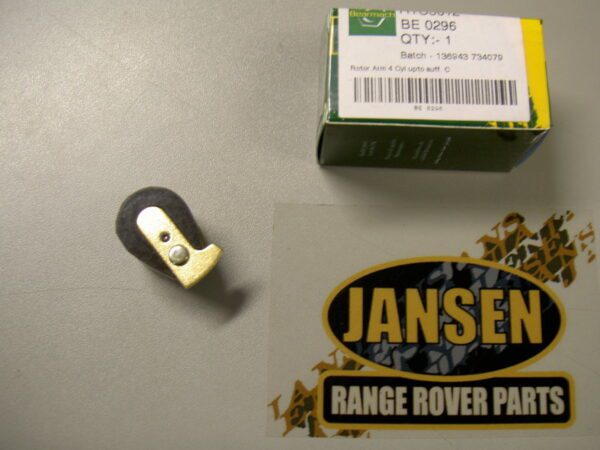 Bearmach
BE 0296
QTY:- 1
Batch - 136943 734079
Rotor Arm 4 Cyl upto suff. C
BE 0296
JANSEN
RANGE ROVER PARTS